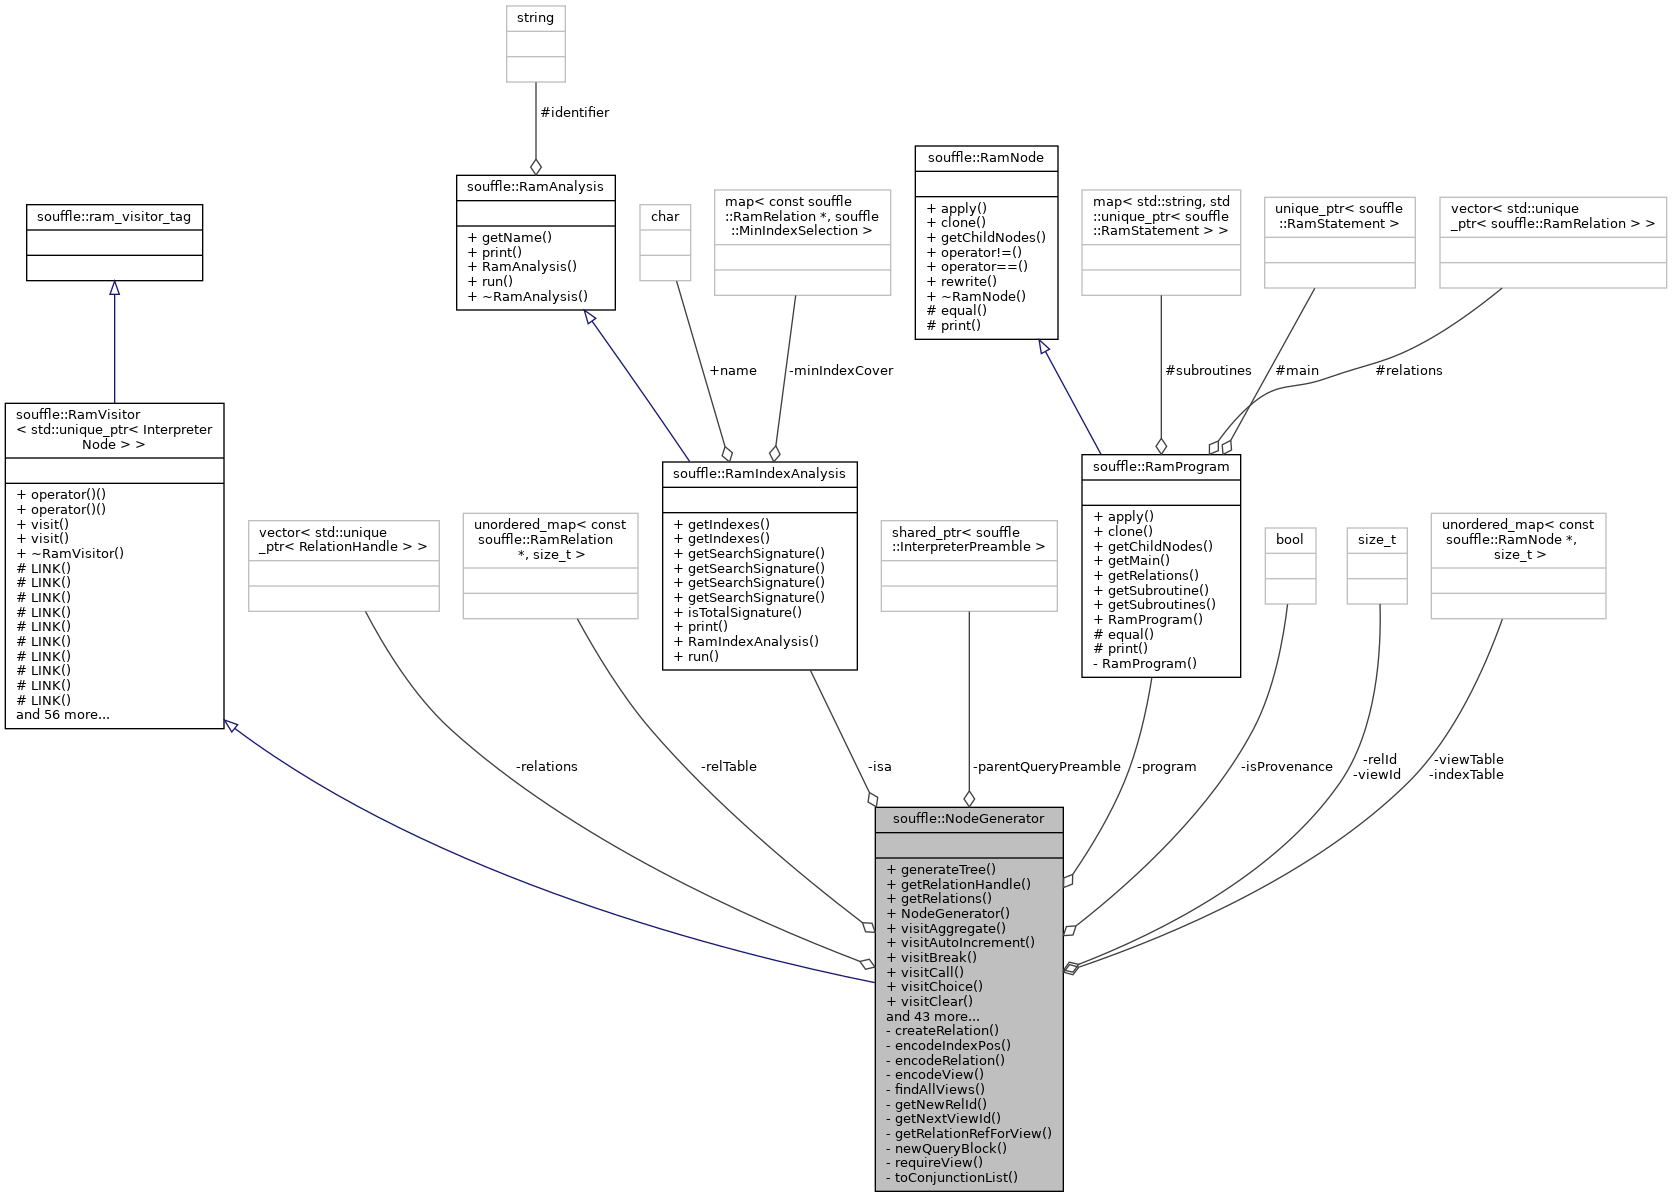 string
#identifier
souffle::RamAnalysis
+ getName()
+ print()
+ RamAnalysis()
+ run()
+ ~RamAnalysis()
souffle::RamNode
+ apply()
+ clone()
+ getChildNodes()
+ operator!=()
+ operator==()
+ rewrite()
+ ~RamNode()
# equal()
# print()
souffle::ram_visitor_tag
char
map< const souffle
::RamRelation *, souffle
::MinIndexSelection >
map< std::string, std
::unique_ptr< souffle
::RamStatement > >
unique_ptr< souffle
::RamStatement >
vector< std::unique
_ptr< souffle::RamRelation > >
+name
-minIndexCover
#subroutines
#main
#relations
souffle::RamVisitor
< std::unique_ptr< Interpreter
Node > >
+ operator()()
+ operator()()
+ visit()
+ visit()
+ ~RamVisitor()
# LINK()
# LINK()
# LINK()
# LINK()
# LINK()
# LINK()
# LINK()
# LINK()
# LINK()
# LINK()
and 56 more...
vector< std::unique
_ptr< RelationHandle > >
unordered_map< const
souffle::RamRelation
*, size_t >
souffle::RamIndexAnalysis
+ getIndexes()
+ getIndexes()
+ getSearchSignature()
+ getSearchSignature()
+ getSearchSignature()
+ getSearchSignature()
+ isTotalSignature()
+ print()
+ RamIndexAnalysis()
+ run()
shared_ptr< souffle
::InterpreterPreamble >
souffle::RamProgram
+ apply()
+ clone()
+ getChildNodes()
+ getMain()
+ getRelations()
+ getSubroutine()
+ getSubroutines()
+ RamProgram()
# equal()
# print()
- RamProgram()
bool
size_t
unordered_map< const
souffle::RamNode *,
size_t >
-relations
-relTable
-isa
-parentQueryPreamble
-program
-isProvenance
-relId
-viewId
-viewTable
-indexTable
souffle::NodeGenerator
+ generateTree()
+ getRelationHandle()
+ getRelations()
+ NodeGenerator()
+ visitAggregate()
+ visitAutoIncrement()
+ visitBreak()
+ visitCall()
+ visitChoice()
+ visitClear()
and 43 more...
- createRelation()
- encodeIndexPos()
- encodeRelation()
- encodeView()
- findAllViews()
- getNewRelId()
- getNextViewId()
- getRelationRefForView()
- newQueryBlock()
- requireView()
- toConjunctionList()